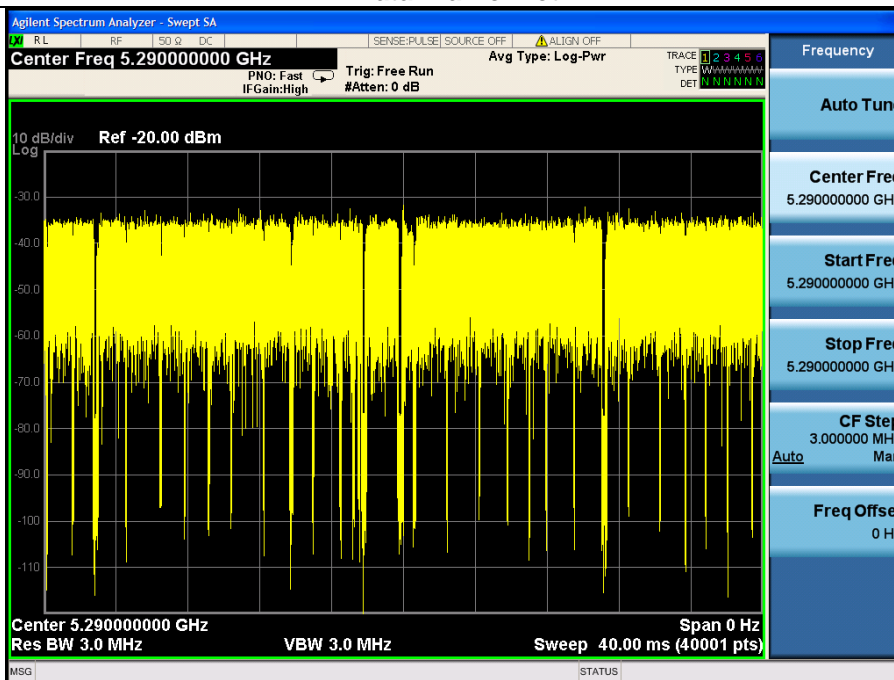 Agilent Spectrum Analyzer - Swept SA
LXI RL RF 50 Ω DC SENSE:PULSE SOURCE OFF ALIGN OFF
Center Freq 5.290000000 GHz
PNO: Fast
IFGain:High
Trig: Free Run
#Atten: 0 dB
Avg Type: Log-Pwr
TRACE 1 2 3 4 5 6
TYPE WWWWWW
DET N N N N N N
10 dB/div Ref -20.00 dBm
Log
-30.0
-40.0
-50.0
-60.0
-70.0
-80.0
-90.0
-100
-110
Center 5.290000000 GHz Span 0 Hz
Res BW 3.0 MHz VBW 3.0 MHz Sweep 40.00 ms (40001 pts)
MSG STATUS
Frequency
Auto Tun
Center Fre
5.290000000 GH
Start Fre
5.290000000 GH
Stop Fre
5.290000000 GH
CF Step
3.000000 MH
Auto Ma
Freq Offse
0 H